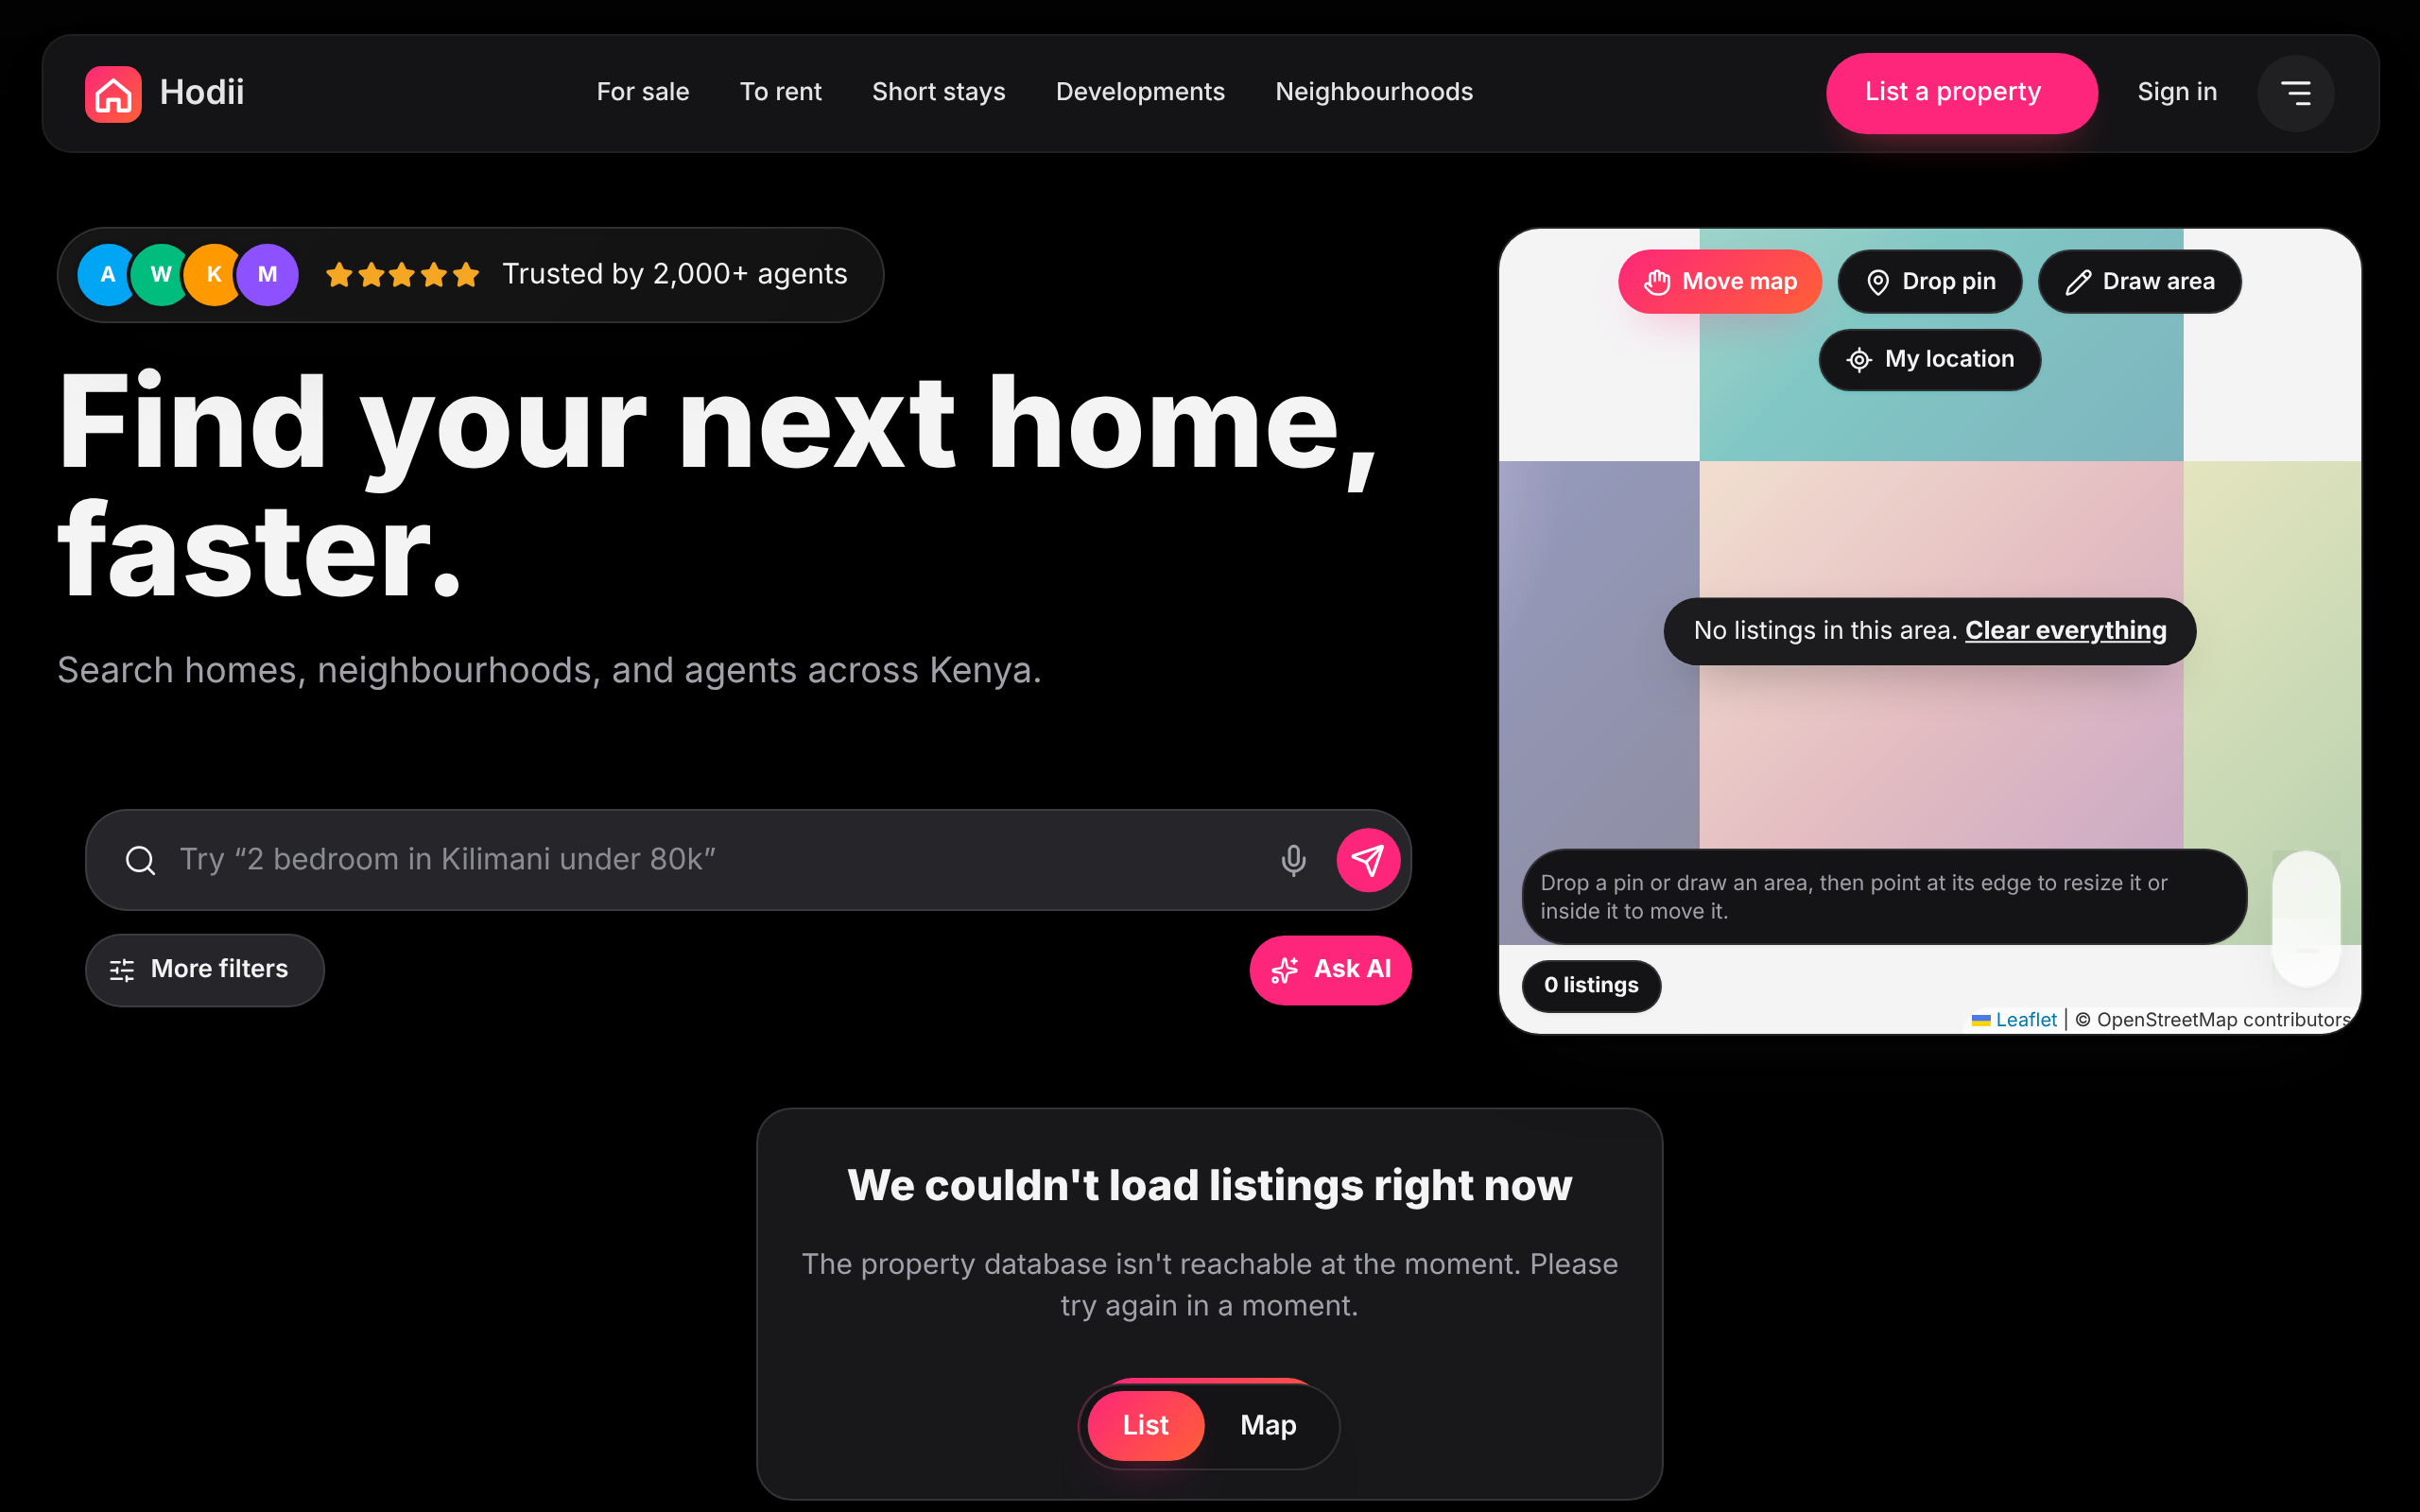 Hodii
For sale
To rent
Short stays
Developments
Neighbourhoods
List a property
Sign in
A W K M
Trusted by 2,000+ agents
Find your next home,
faster.
Search homes, neighbourhoods, and agents across Kenya.
Try “2 bedroom in Kilimani under 80k”
More filters
Ask AI
Move map
Drop pin
Draw area
My location
No listings in this area. Clear everything
Drop a pin or draw an area, then point at its edge to resize it or
inside it to move it.
0 listings
Leaflet | © OpenStreetMap contributors
We couldn't load listings right now
The property database isn't reachable at the moment. Please
try again in a moment.
List
Map